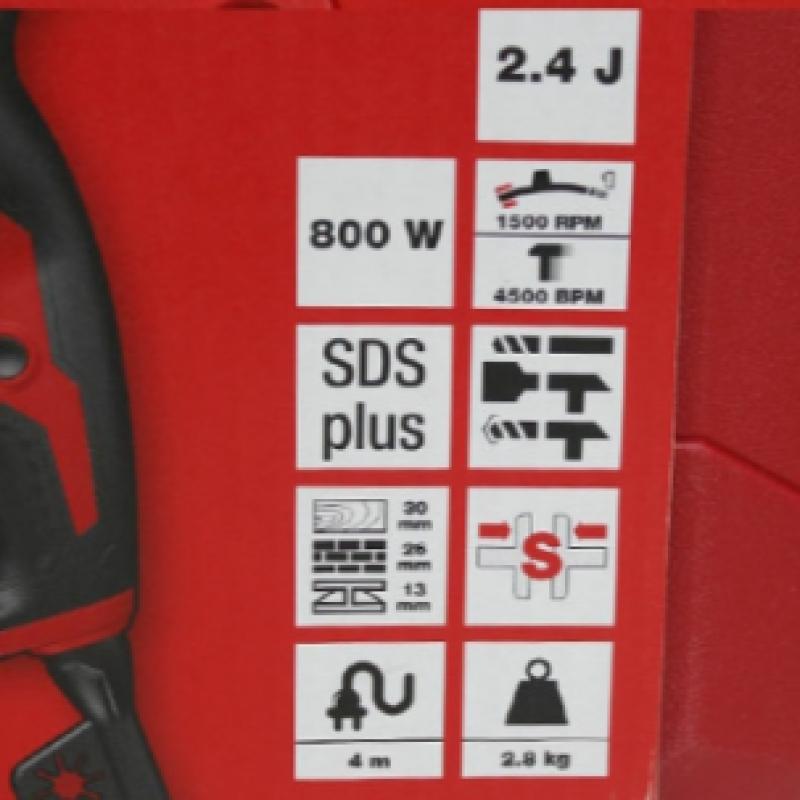 2.4 J
800 W
1500 RPM
4500 BPM
SDS
plus
30
mm
26
mm
13
mm
S
4 m
2.8 kg